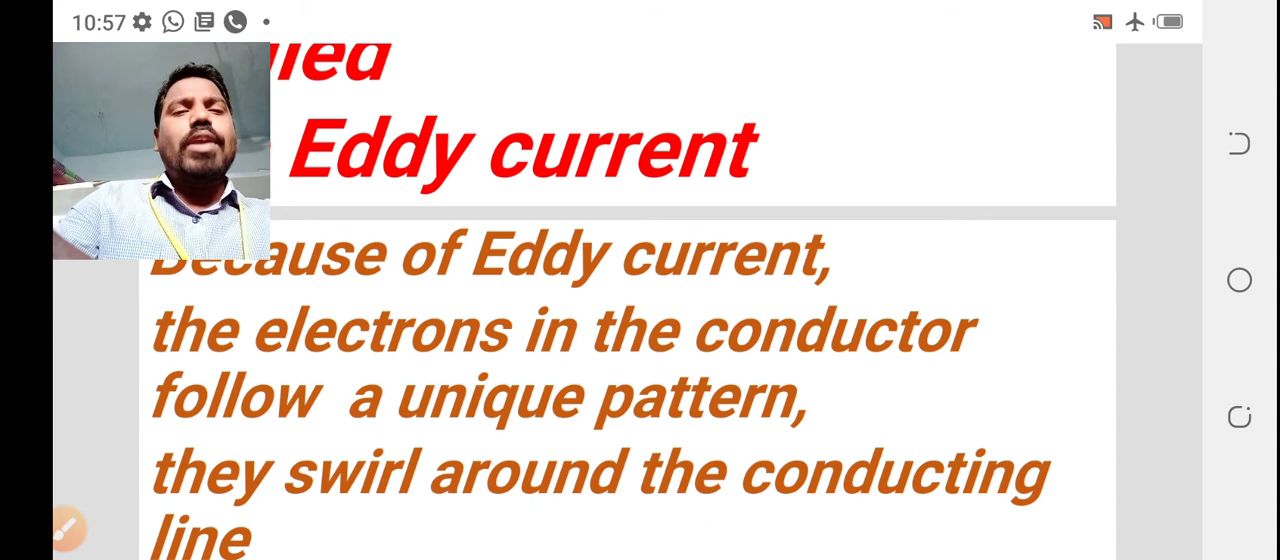 10:57
Eddy current
Because of Eddy current,
the electrons in the conductor
follow a unique pattern,
they swirl around the conducting
line